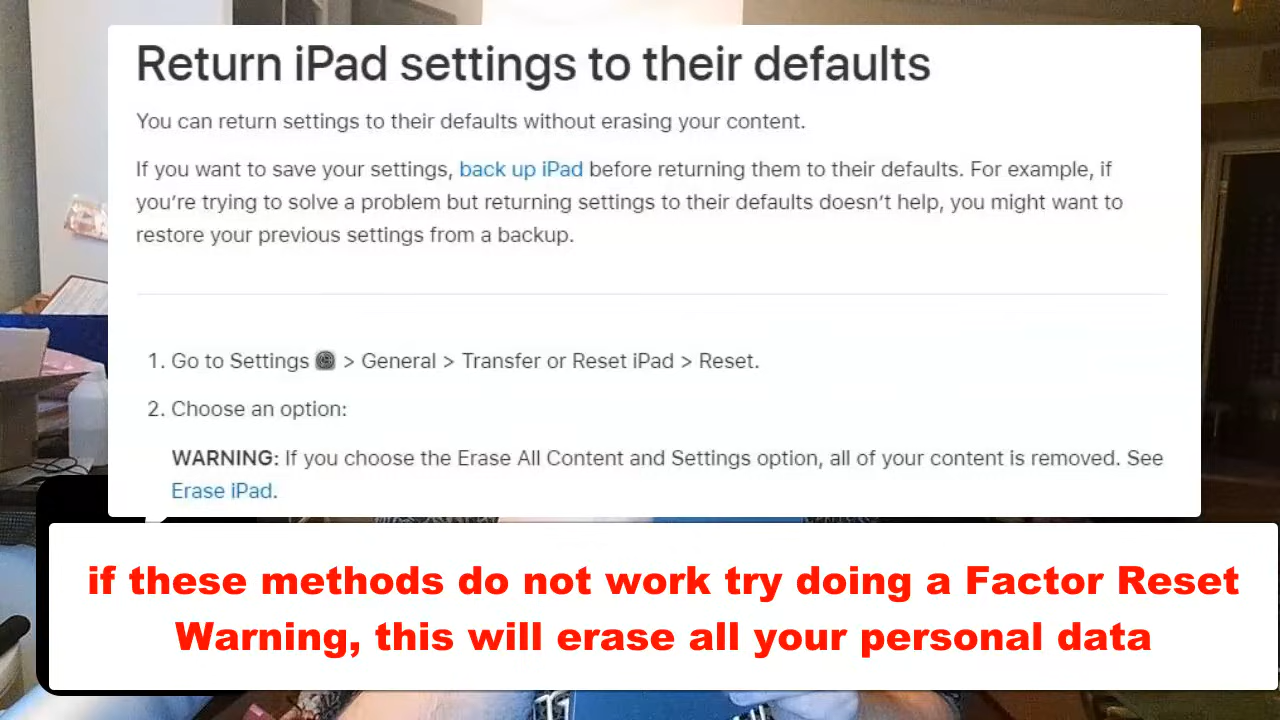 Return iPad settings to their defaults
You can return settings to their defaults without erasing your content.
If you want to save your settings, back up iPad before returning them to their defaults. For example, if
you're trying to solve a problem but returning settings to their defaults doesn't help, you might want to
restore your previous settings from a backup.
1. Go to Settings > General > Transfer or Reset iPad > Reset.
2. Choose an option:
WARNING: If you choose the Erase All Content and Settings option, all of your content is removed. See
Erase iPad.
if these methods do not work try doing a Factor Reset
Warning, this will erase all your personal data